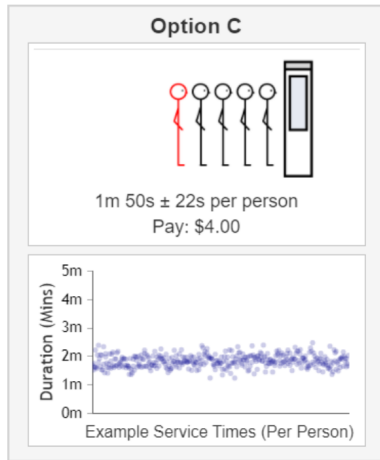 Option C
1m 50s ± 22s per person
Pay: $4.00
5m
4m
3m
2m
1m
0m
Duration (Mins)
Example Service Times (Per Person)